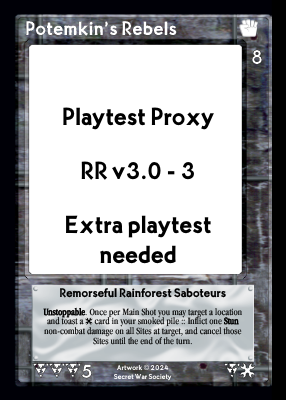 Potemkin's Rebels
8
Playtest Proxy
RR v3.0 - 3
Extra playtest
needed
Remorseful Rainforest Saboteurs
Unstoppable. Once per Main Shot you may target a location
and toast a card in your smoked pile :: Inflict one Stun
non-combat damage on all Sites at target, and cancel those
Sites until the end of the turn.
5
Artwork © 2024
Secret War Society